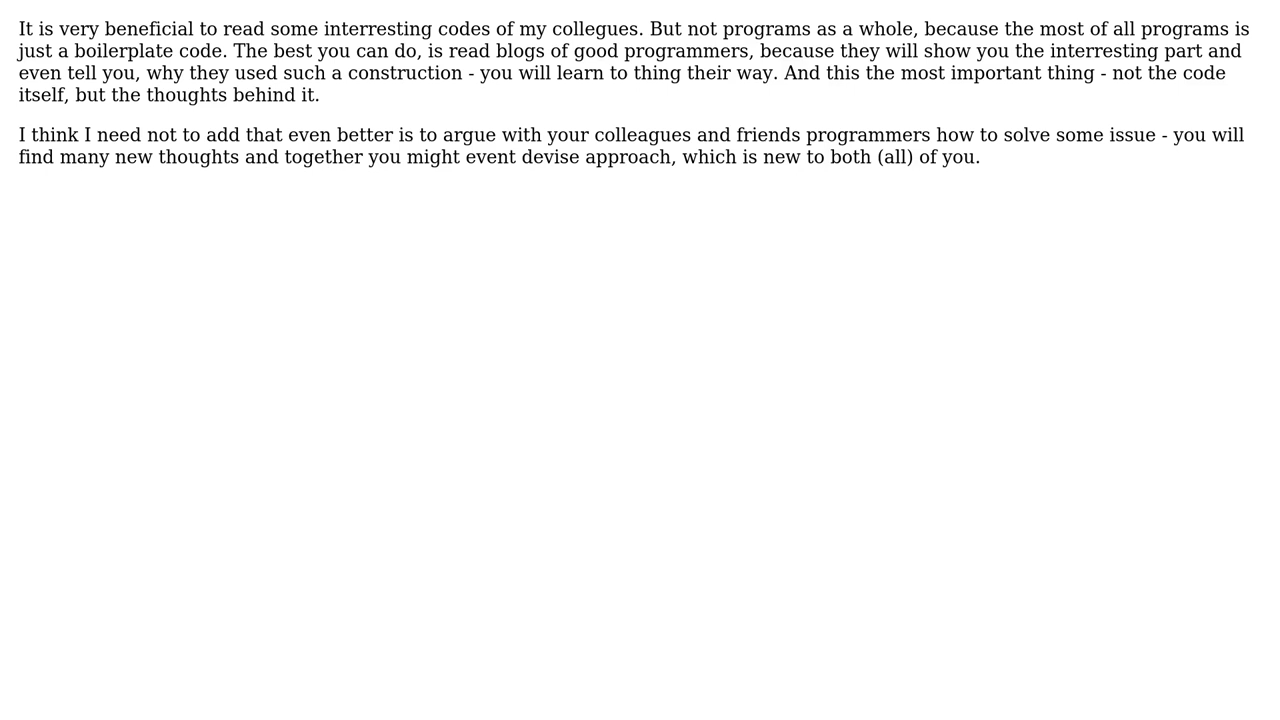 It is very beneficial to read some interresting codes of my collegues. But not programs as a whole, because the most of all programs is
just a boilerplate code. The best you can do, is read blogs of good programmers, because they will show you the interresting part and
even tell you, why they used such a construction - you will learn to thing their way. And this the most important thing - not the code
itself, but the thoughts behind it.
I think I need not to add that even better is to argue with your colleagues and friends programmers how to solve some issue - you will
find many new thoughts and together you might event devise approach, which is new to both (all) of you.